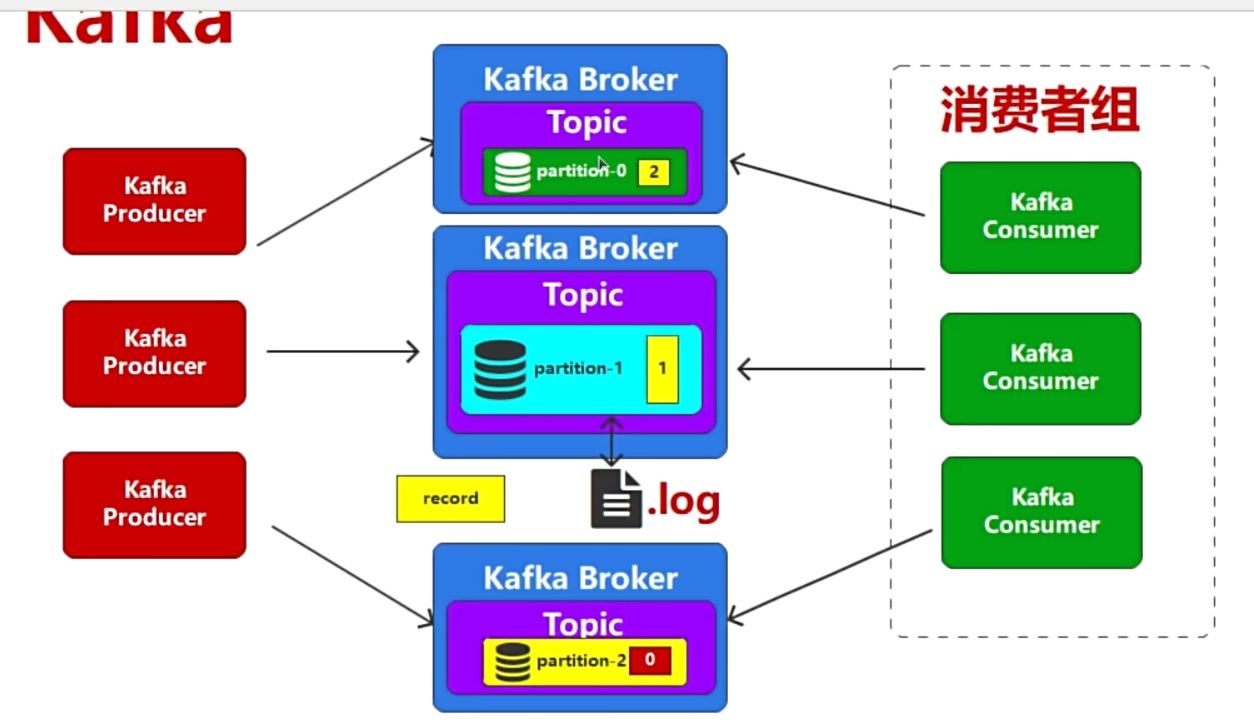 Kafka
Kafka Broker
Topic
partition-0 2
Kafka
Producer
Kafka Broker
Topic
partition-1 1
Kafka
Producer
record
.log
Kafka
Producer
Kafka Broker
Topic
partition-2 0
消费者组
Kafka
Consumer
Kafka
Consumer
Kafka
Consumer